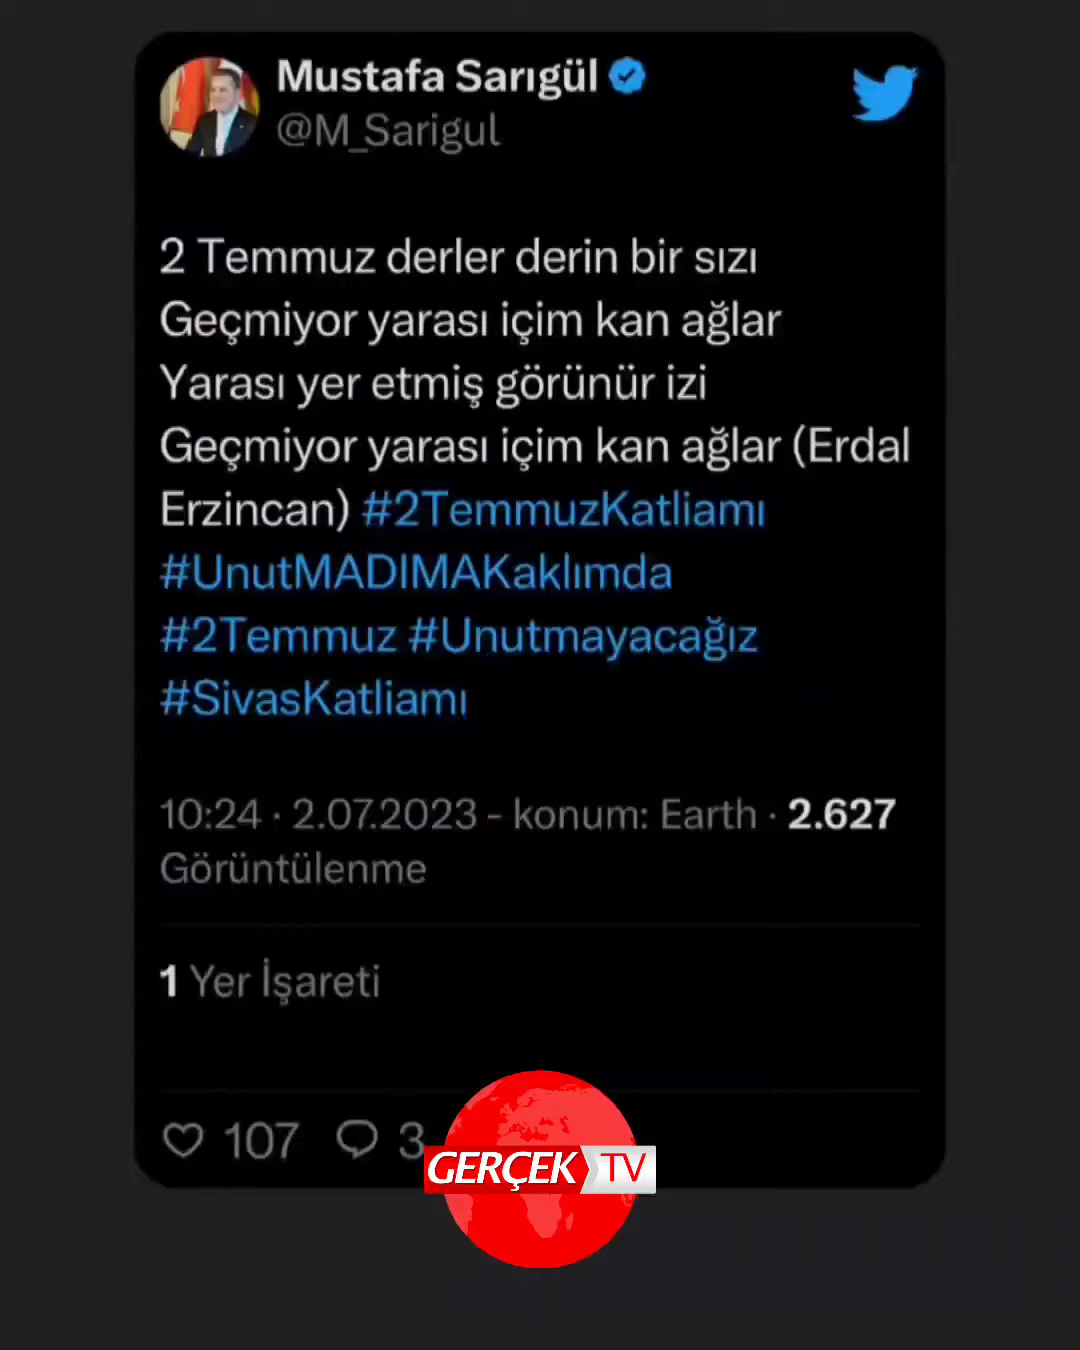 Mustafa Sarıgül
@M_Sarigul
2 Temmuz derler derin bir sızı
Geçmiyor yarası içim kan ağlar
Yarası yer etmiş görünür izi
Geçmiyor yarası içim kan ağlar (Erdal
Erzincan) #2TemmuzKatliamı
#UnutMADIMAKaklımda
#2Temmuz #Unutmayacağız
#SivasKatliamı
10:24 · 2.07.2023 - konum: Earth · 2.627
Görüntülenme
1 Yer İşareti
107 3
GERÇEK TV